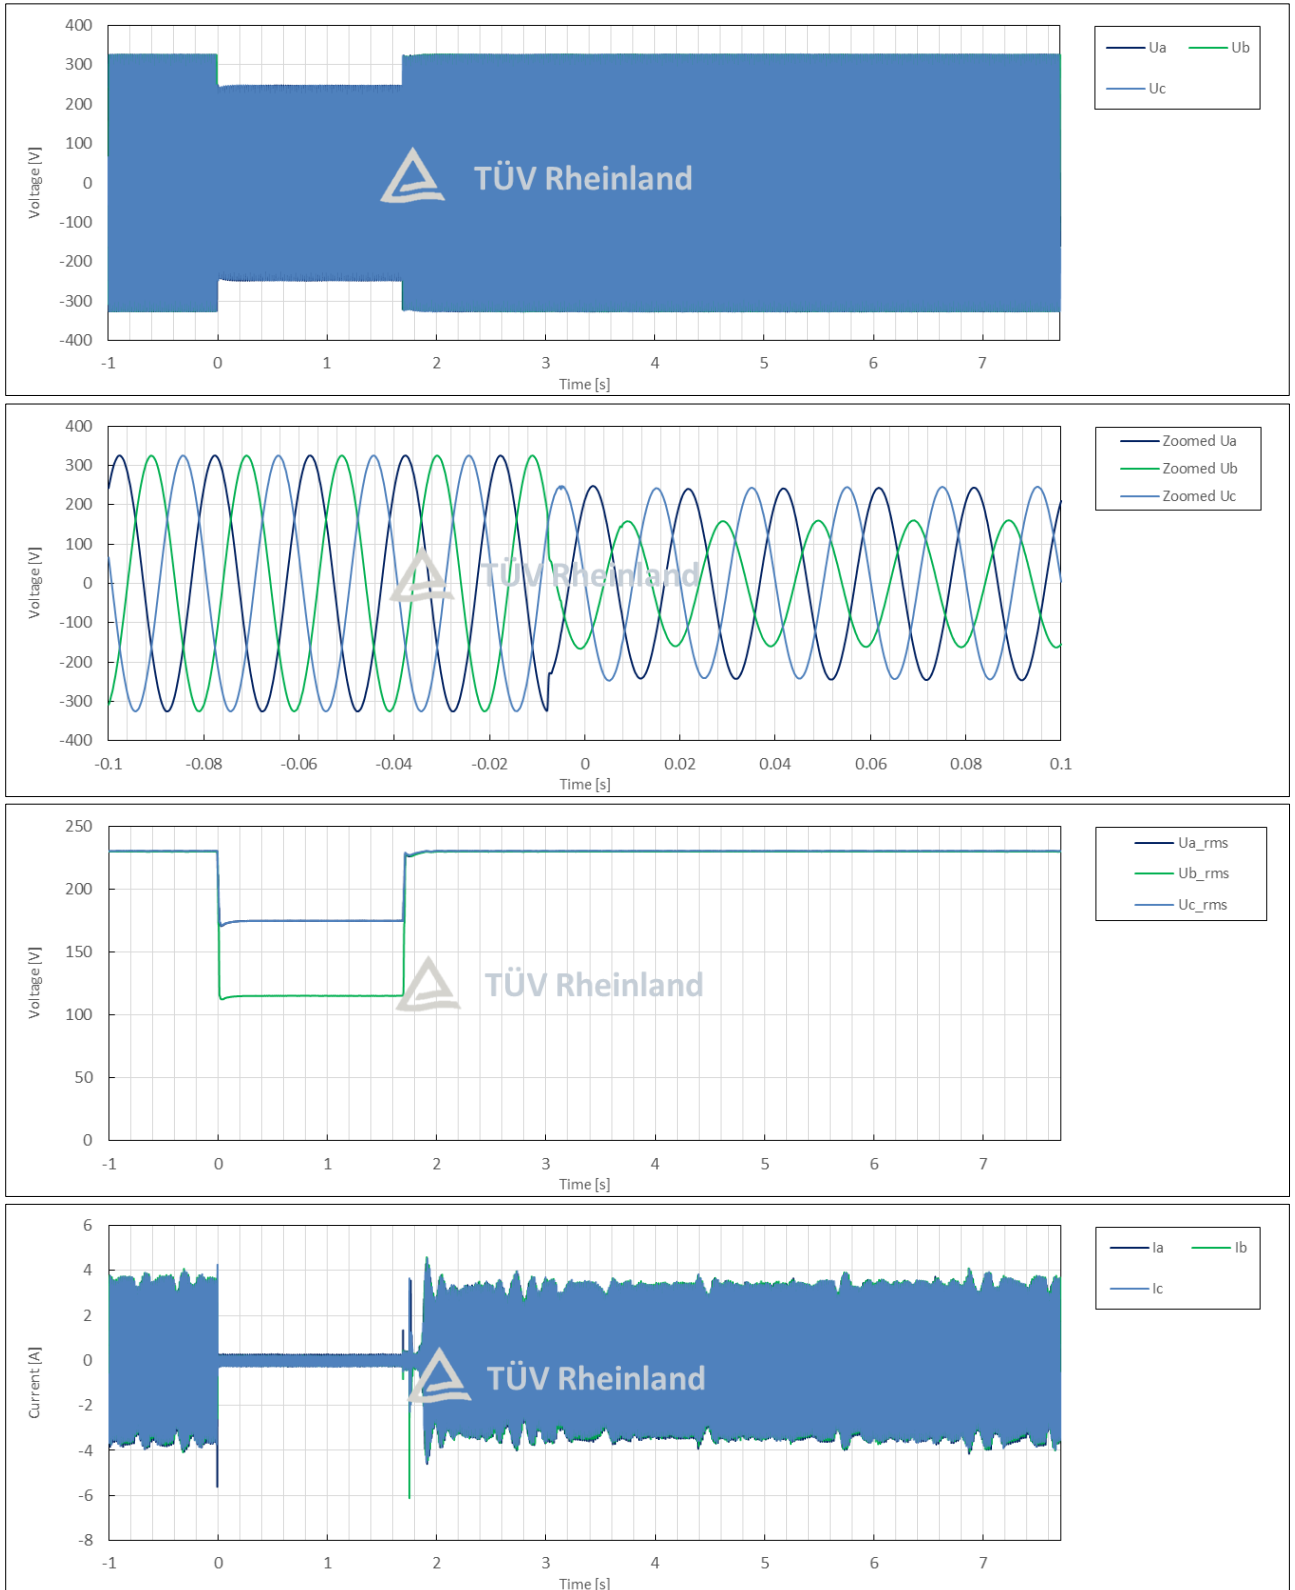 400
300
200
100
0
-100
-200
-300
-400
Voltage [V]
-1 0 1 2 3 4 5 6 7
Time [s]
Ua Ub
Uc
TÜV Rheinland
400
300
200
100
0
-100
-200
-300
-400
Voltage [V]
-0.1 -0.08 -0.06 -0.04 -0.02 0 0.02 0.04 0.06 0.08 0.1
Time [s]
Zoomed Ua
Zoomed Ub
Zoomed Uc
TÜV Rheinland
250
200
150
100
50
0
Voltage [V]
-1 0 1 2 3 4 5 6 7
Time [s]
Ua_rms
Ub_rms
Uc_rms
TÜV Rheinland
6
4
2
0
-2
-4
-6
-8
Current [A]
-1 0 1 2 3 4 5 6 7
Time [s]
Ia Ib
Ic
TÜV Rheinland